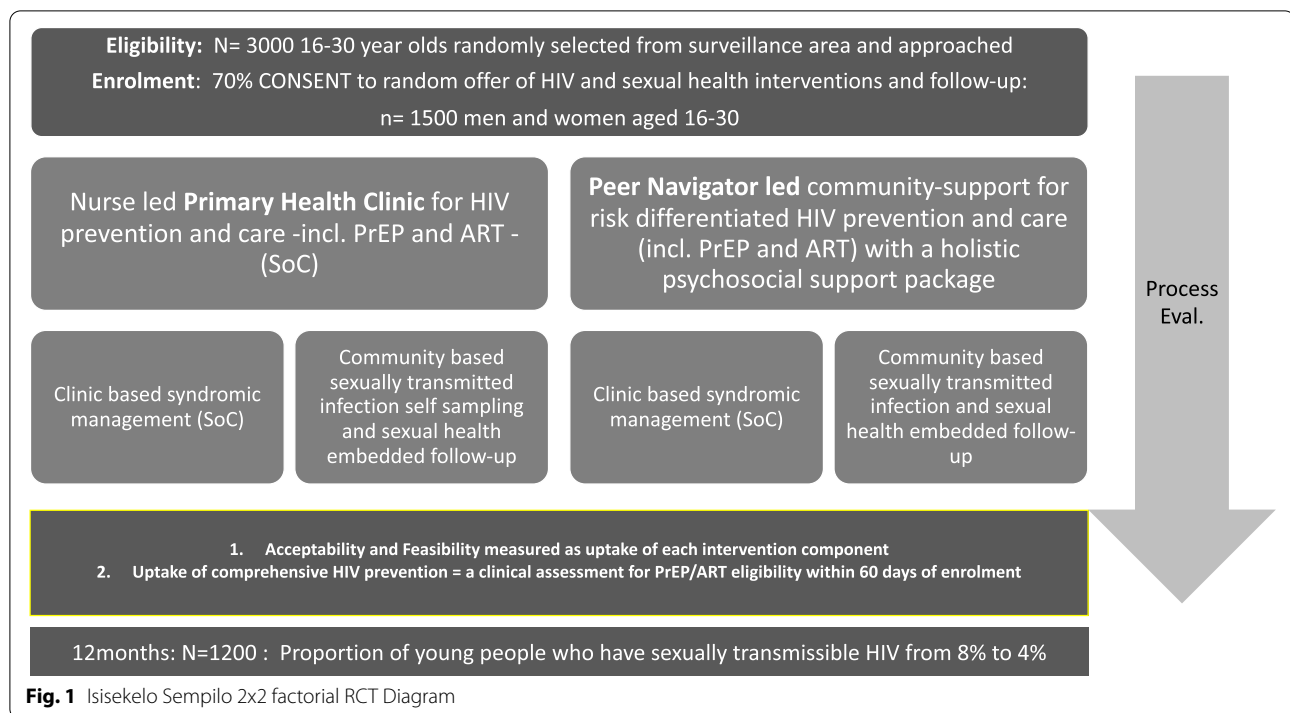 Eligibility: N= 3000 16-30 year olds randomly selected from surveillance area and approached
Enrolment: 70% CONSENT to random offer of HIV and sexual health interventions and follow-up:
n= 1500 men and women aged 16-30
Nurse led Primary Health Clinic for HIV
prevention and care -incl. PrEP and ART -
(SoC)
Peer Navigator led community-support for
risk differentiated HIV prevention and care
(incl. PrEP and ART) with a holistic
psychosocial support package
Clinic based syndromic
management (SoC)
Community based
sexually transmitted
infection self sampling
and sexual health
embedded follow-up
Clinic based syndromic
management (SoC)
Community based
sexually transmitted
infection and sexual
health embedded follow-
up
Process
Eval.
1. Acceptability and Feasibility measured as uptake of each intervention component
2. Uptake of comprehensive HIV prevention = a clinical assessment for PrEP/ART eligibility within 60 days of enrolment
12months: N=1200 : Proportion of young people who have sexually transmissible HIV from 8% to 4%
Fig. 1 Isisekelo Sempilo 2x2 factorial RCT Diagram